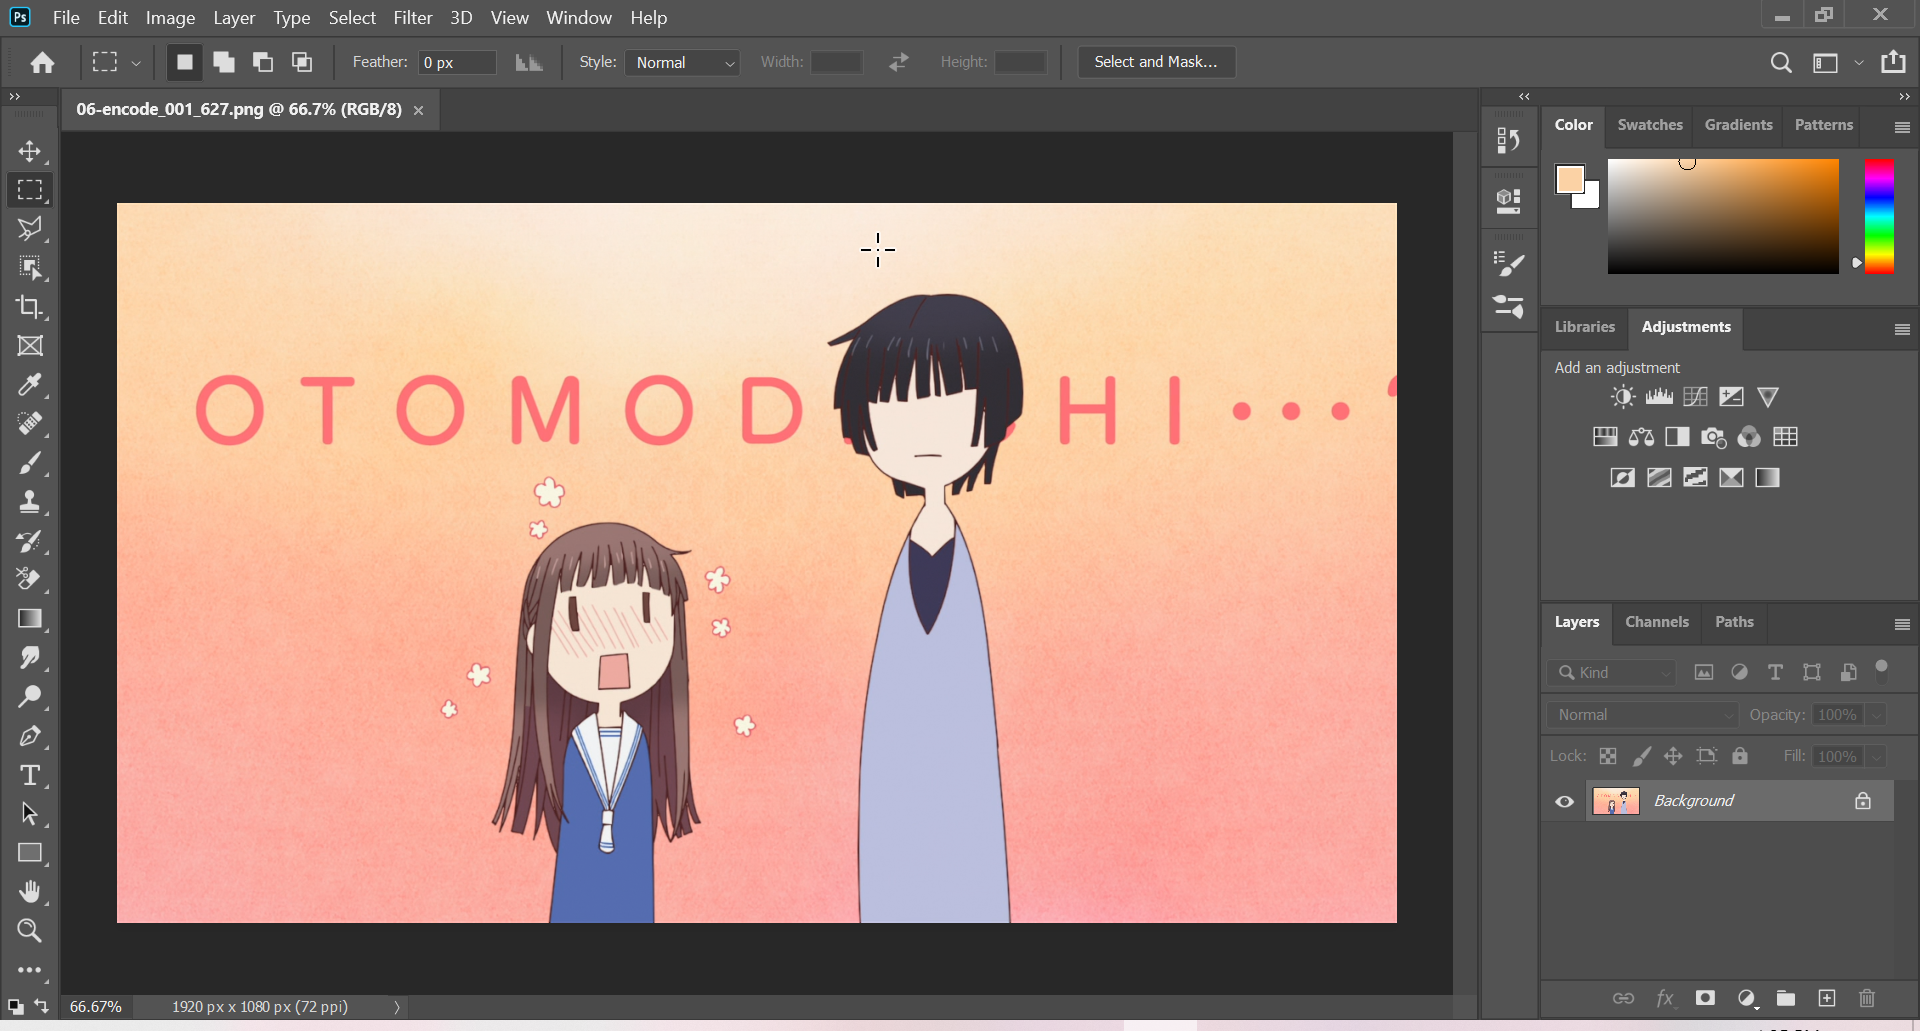 Ps File Edit Image Layer Type Select Filter 3D View Window Help
Feather: 0 px Style: Normal Width: Height: Select and Mask...
06-encode_001_627.png @ 66.7% (RGB/8)
Color Swatches Gradients Patterns
Libraries Adjustments
Add an adjustment
OTOMOD HI...
Layers Channels Paths
Kind
Normal Opacity: 100%
Lock: Fill: 100%
Background
fx
66.67% 1920 px x 1080 px (72 ppi)